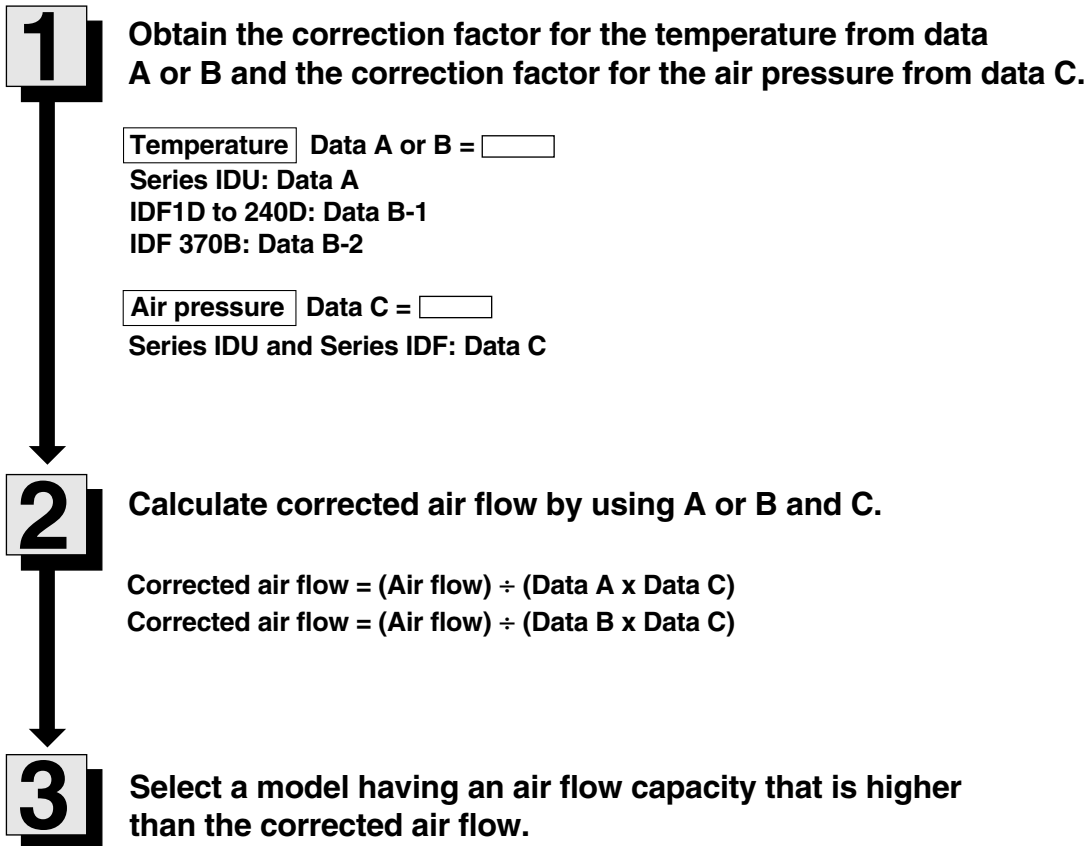 1
Obtain the correction factor for the temperature from data
A or B and the correction factor for the air pressure from data C.
Temperature Data A or B =
Series IDU: Data A
IDF1D to 240D: Data B-1
IDF 370B: Data B-2
Air pressure Data C =
Series IDU and Series IDF: Data C
2
Calculate corrected air flow by using A or B and C.
Corrected air flow = (Air flow) ÷ (Data A x Data C)
Corrected air flow = (Air flow) ÷ (Data B x Data C)
3
Select a model having an air flow capacity that is higher
than the corrected air flow.